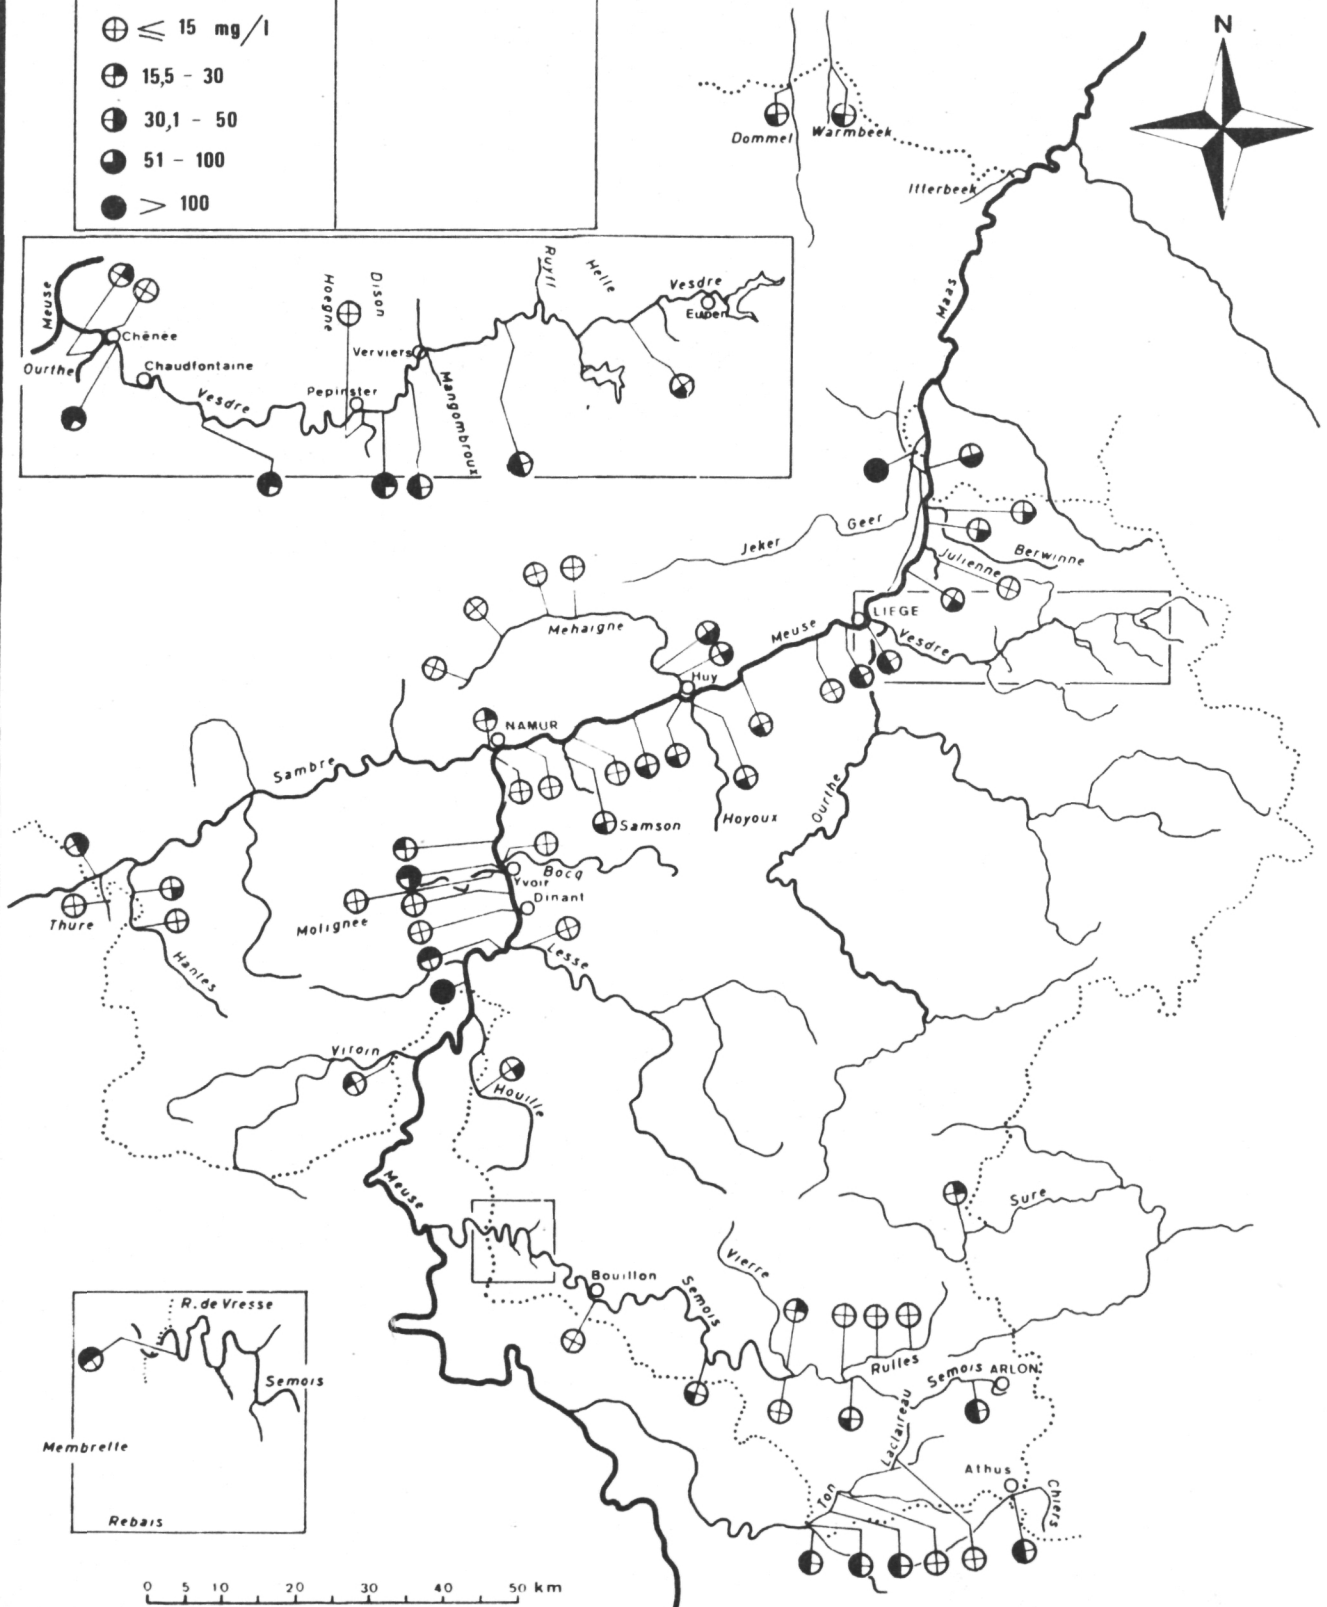 ≤ 15 mg/l
15,5 - 30
30,1 - 50
51 - 100
> 100
N
Dommel
Warmbeek
Itterbeek
Maas
Meuse
Ourthe
Chênée
Chaudfontaine
Vesdre
Hoegne
Dison
Pepinster
Verviers
Mangombroux
Ruyff
Helle
Vesdre
Eupen
Jeker
Geer
Berwinne
Julienne
LIEGE
Vesdre
Meuse
Mehaigne
Huy
NAMUR
Sambre
Samson
Hoyoux
Ourthe
Bocq
Yvoir
Dinant
Molignee
Lesse
Thure
Hantes
Viroin
Houille
Meuse
Sure
Bouillon
Semois
Vierre
Rulles
Semois
ARLON
Laclaireau
Ton
Athus
Chiers
R. de Vresse
Semois
Membrette
Rebais
0 5 10 20 30 40 50 km